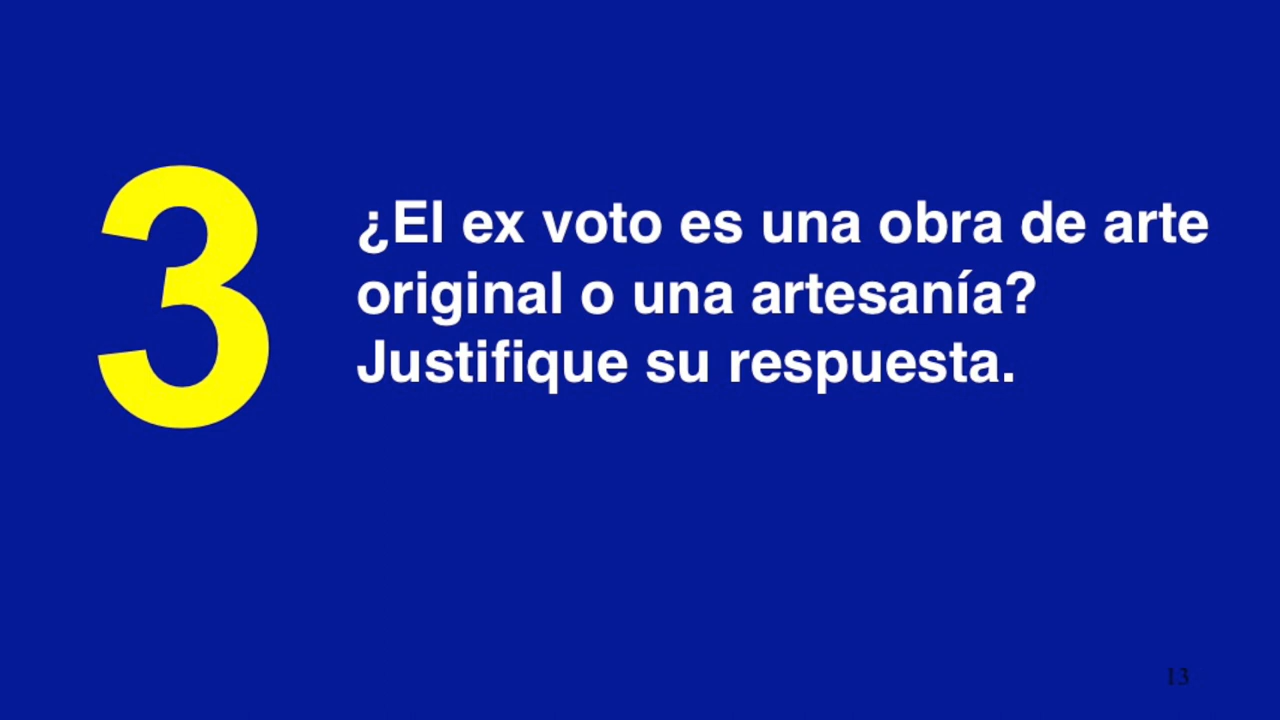 3
¿El ex voto es una obra de arte
original o una artesanía?
Justifique su respuesta.
13